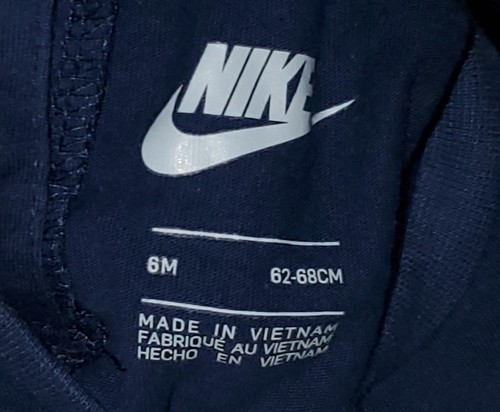 NIKE
6M 62-68CM
MADE IN VIETNAM
FABRIQUÉ AU VIETNAM
HECHO EN VIETNAM